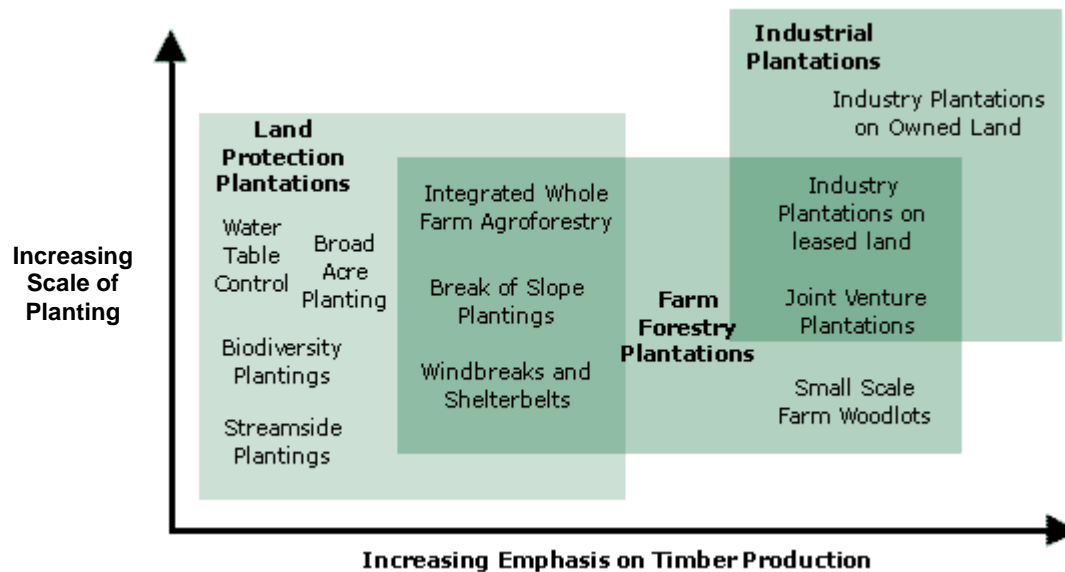 Industrial
Plantations
Industry Plantations
on Owned Land
Land
Protection
Plantations
Water
Table
Control
Broad
Acre
Planting
Biodiversity
Plantings
Streamside
Plantings
Integrated Whole
Farm Agroforestry
Break of Slope
Plantings
Windbreaks and
Shelterbelts
Farm
Forestry
Plantations
Industry
Plantations on
leased land
Joint Venture
Plantations
Small Scale
Farm Woodlots
Increasing
Scale of
Planting
Increasing Emphasis on Timber Production